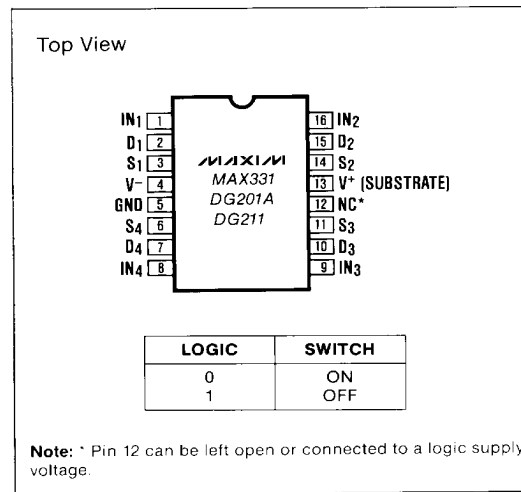 Top View
IN1 1 16 IN2
D1 2 15 D2
S1 3 14 S2
V- 4 13 V+ (SUBSTRATE)
GND 5 12 NC*
S4 6 11 S3
D4 7 10 D3
IN4 8 9 IN3
MAXIM
MAX331
DG201A
DG211
LOGIC SWITCH
0 ON
1 OFF
Note: * Pin 12 can be left open or connected to a logic supply
voltage.